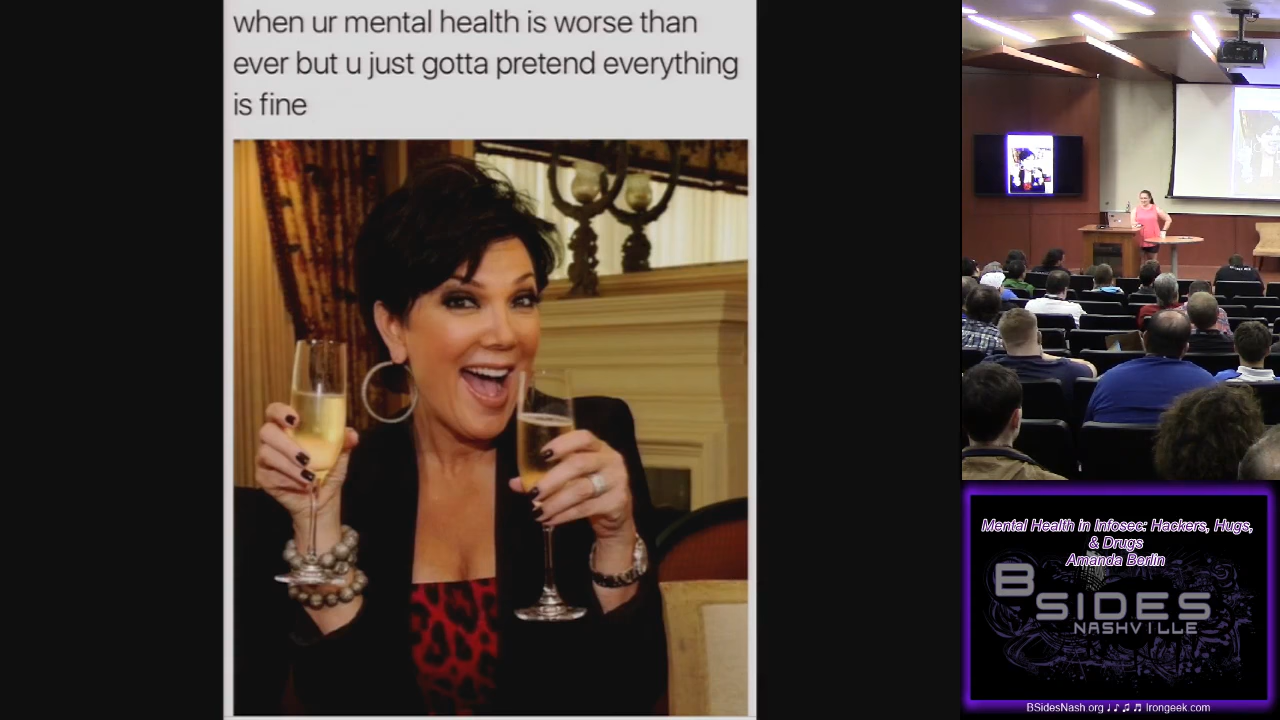 when ur mental health is worse than
ever but u just gotta pretend everything
is fine
Mental Health in Infosec: Hackers, Hugs,
& Drugs
Amanda Berlin
BSIDES
NASHVILLE
BSidesNash.org ♩ ♪ ♫ ♬ Irongeek.com